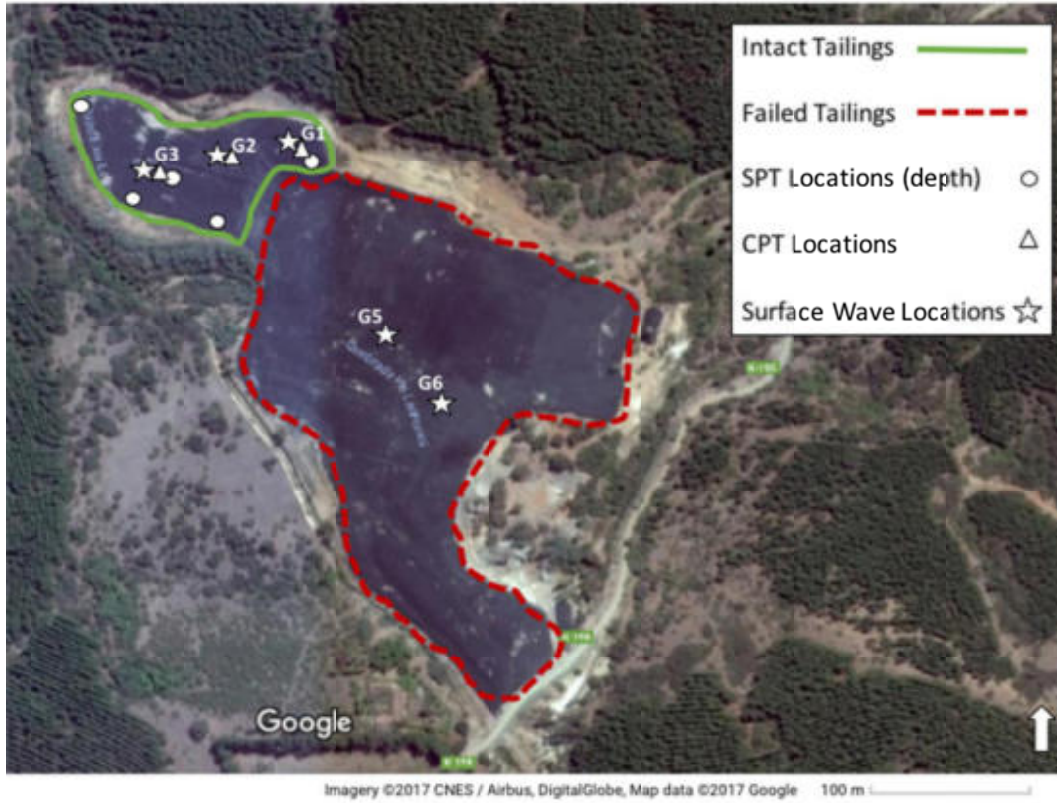 Intact Tailings
Failed Tailings
SPT Locations (depth)
CPT Locations
Surface Wave Locations
G1
G2
G3
G5
G6
Google
Imagery ©2017 CNES / Airbus, DigitalGlobe, Map data ©2017 Google 100 m